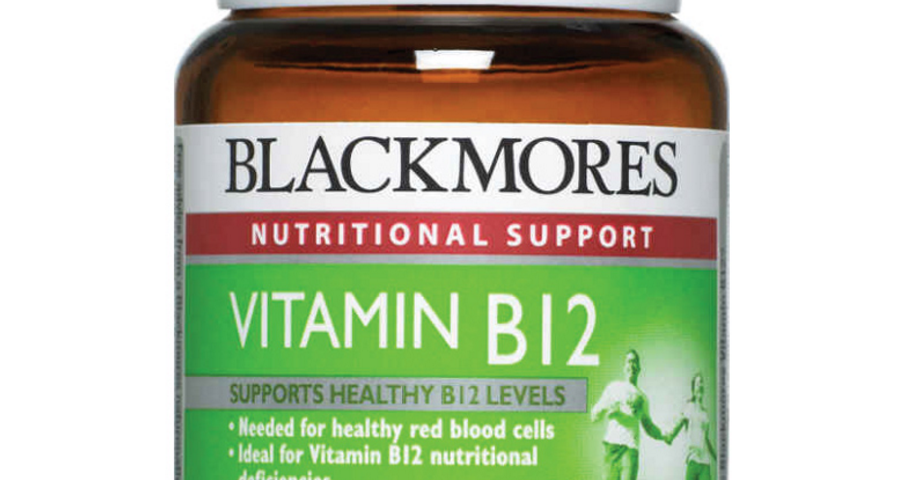 BLACKMORES
NUTRITIONAL SUPPORT
VITAMIN B12
SUPPORTS HEALTHY B12 LEVELS
• Needed for healthy red blood cells
• Ideal for Vitamin B12 nutritional
deficiencies